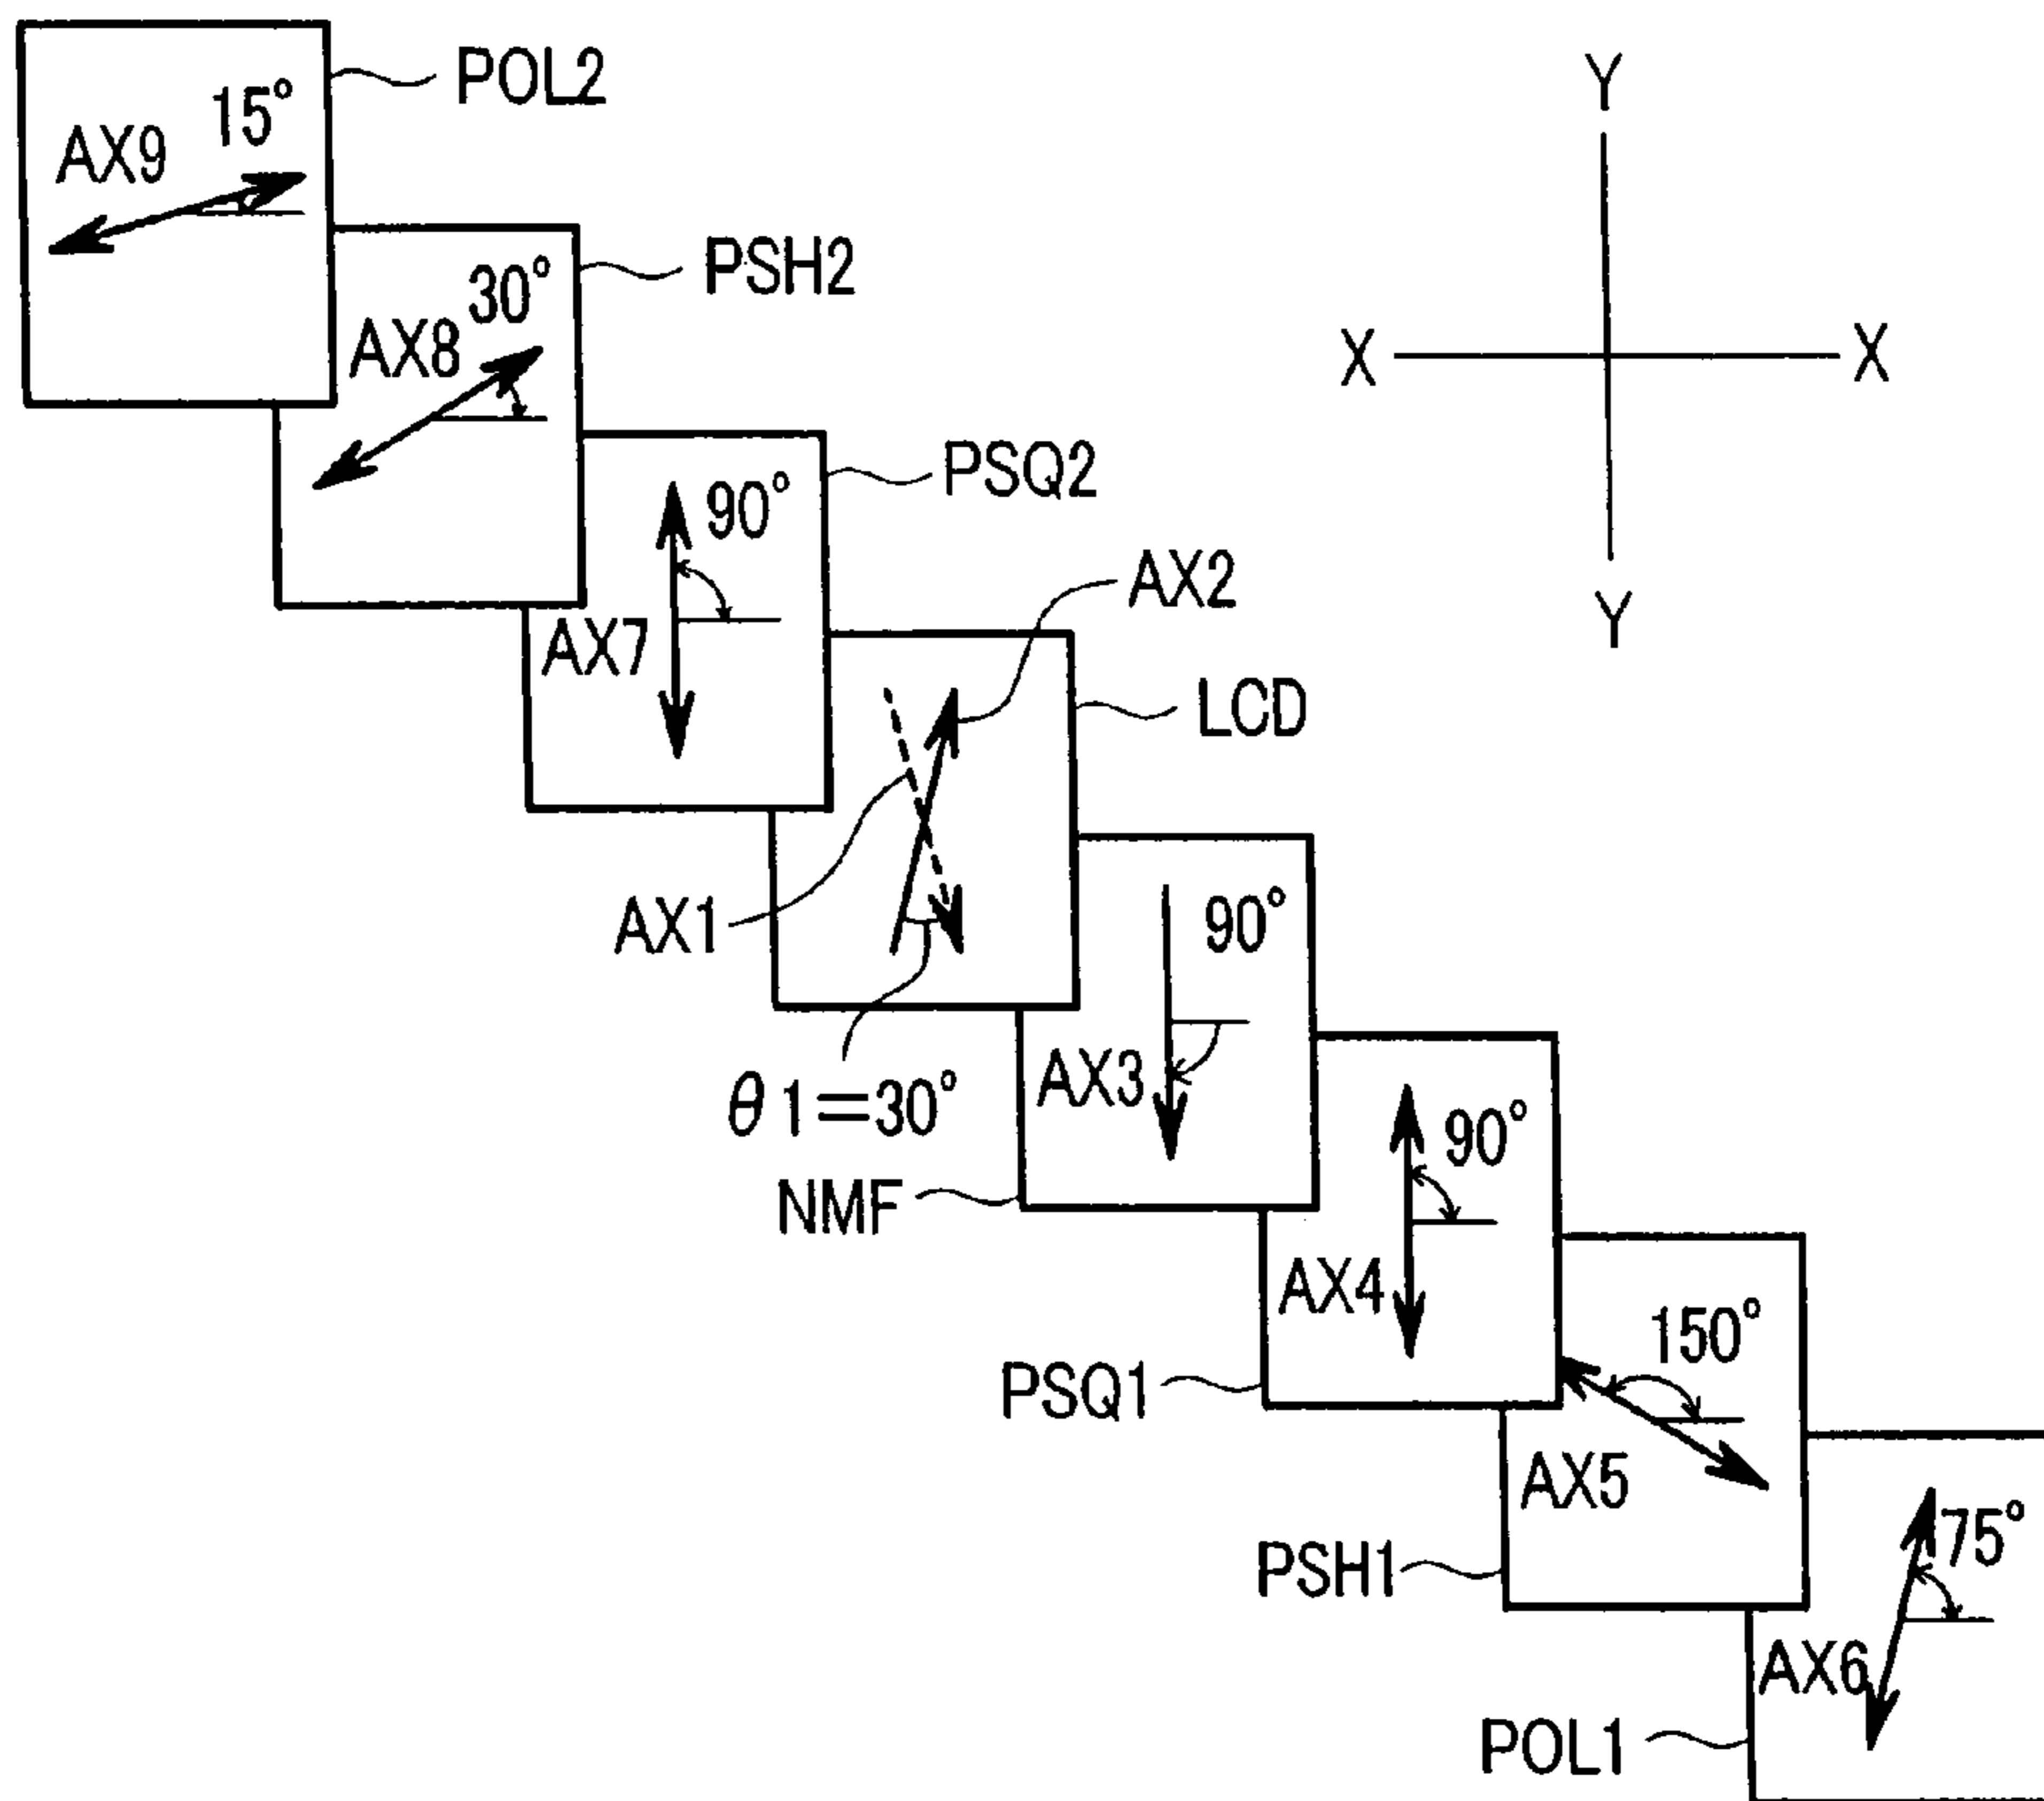 POL2
15°
AX9
Y
PSH2
30°
AX8
X
X
PSQ2
90°
AX7
Y
AX2
LCD
AX1
θ1=30°
90°
AX3
NMF
90°
AX4
PSQ1
150°
AX5
PSH1
75°
AX6
POL1